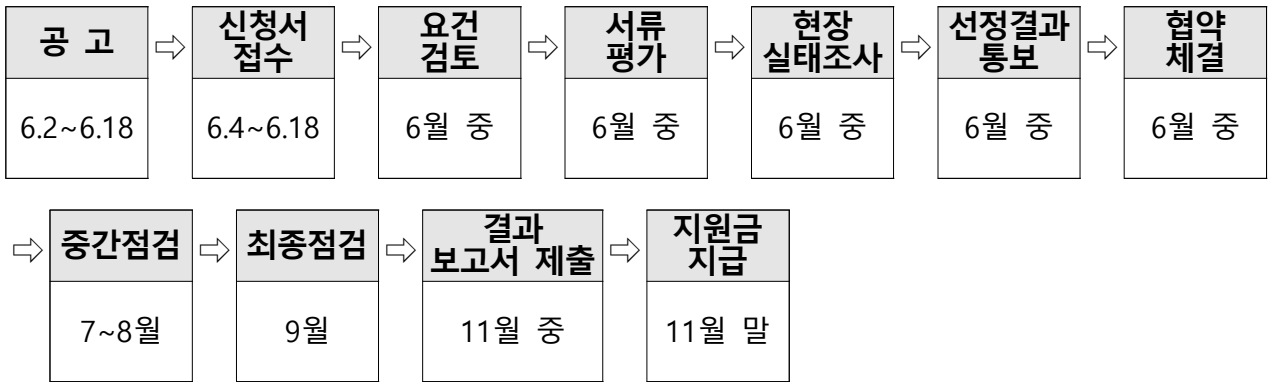 공 고
⇨
신청서
접수
⇨
요건
검토
⇨
서류
평가
⇨
현장
실태조사
⇨
선정결과
통보
⇨
협약
체결
6.2~6.18
6.4~6.18
6월 중
6월 중
6월 중
6월 중
6월 중
⇨
중간점검
⇨
최종점검
⇨
결과
보고서 제출
⇨
지원금
지급
7~8월
9월
11월 중
11월 말